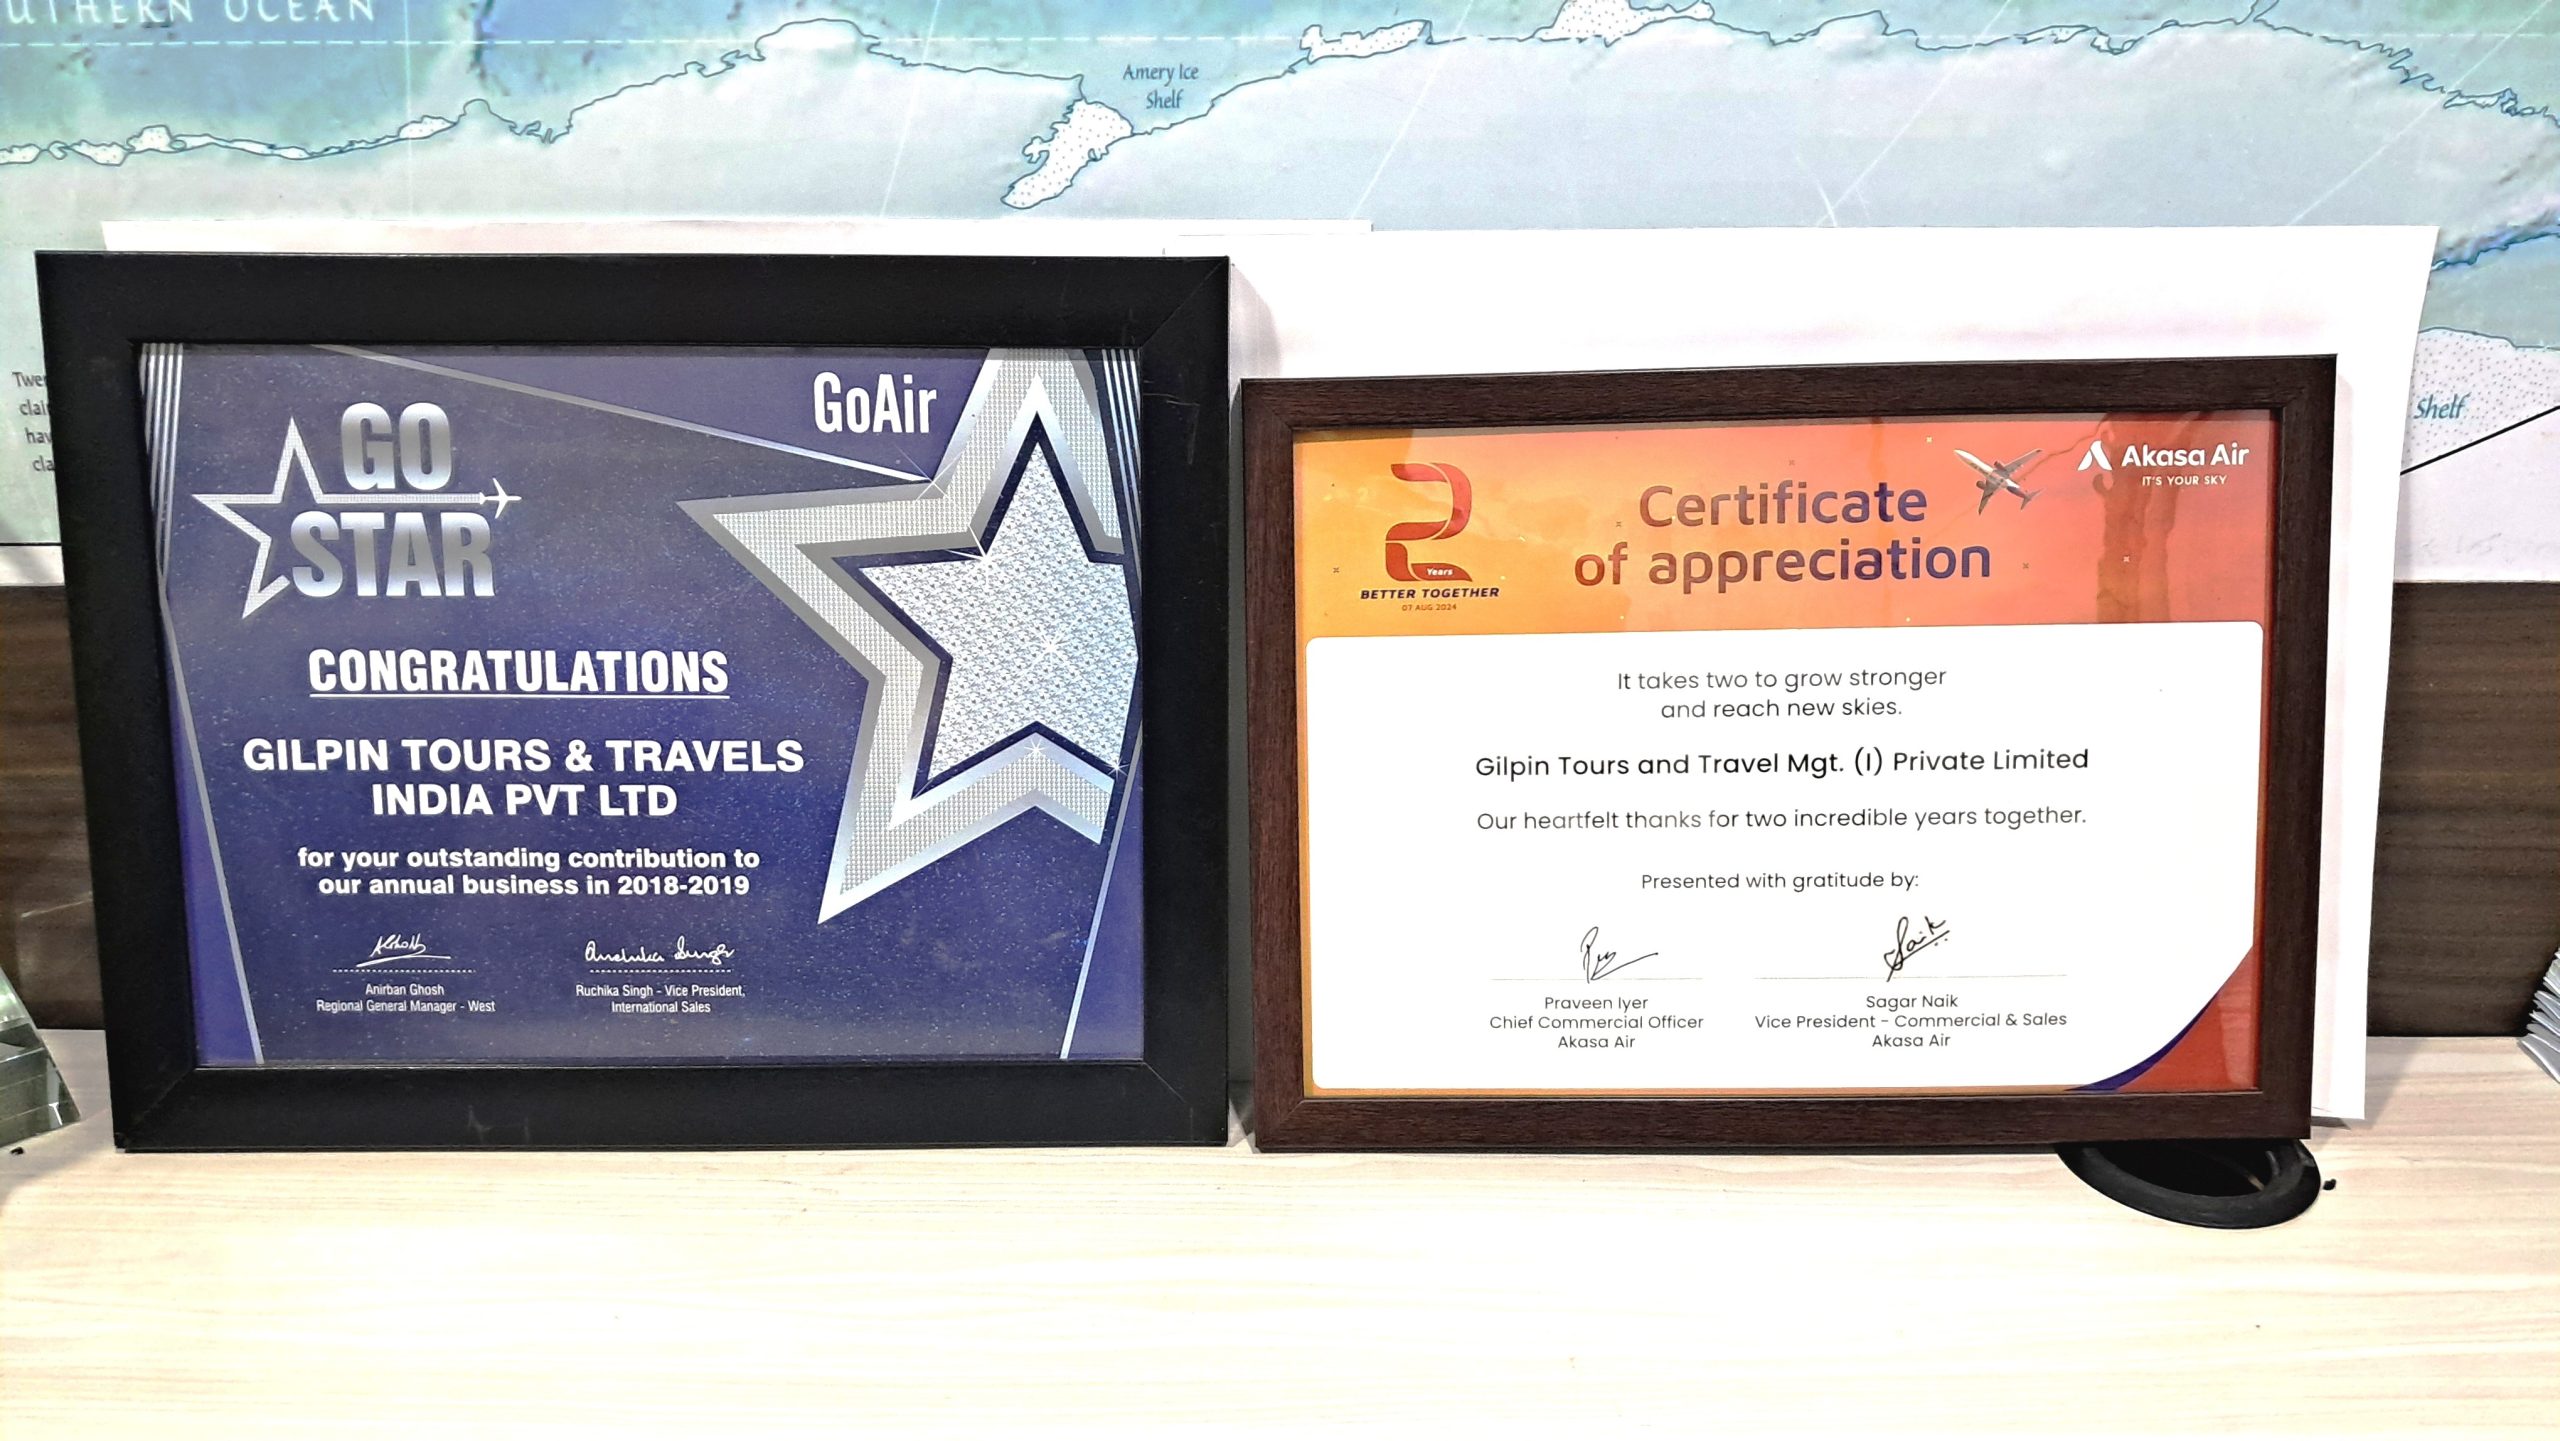 UTHERN OCEAN
Amery Ice
Shelf
Shelf
GoAir
GO
STAR
CONGRATULATIONS
GILPIN TOURS & TRAVELS
INDIA PVT LTD
for your outstanding contribution to
our annual business in 2018-2019
Anirban Ghosh
Regional General Manager - West
Ruchika Singh - Vice President,
International Sales
2
Years
BETTER TOGETHER
07 AUG 2024
Certificate
of appreciation
Akasa Air
IT'S YOUR SKY
It takes two to grow stronger
and reach new skies.
Gilpin Tours and Travel Mgt. (I) Private Limited
Our heartfelt thanks for two incredible years together.
Presented with gratitude by:
Naik
Praveen Iyer
Chief Commercial Officer
Akasa Air
Sagar Naik
Vice President - Commercial & Sales
Akasa Air